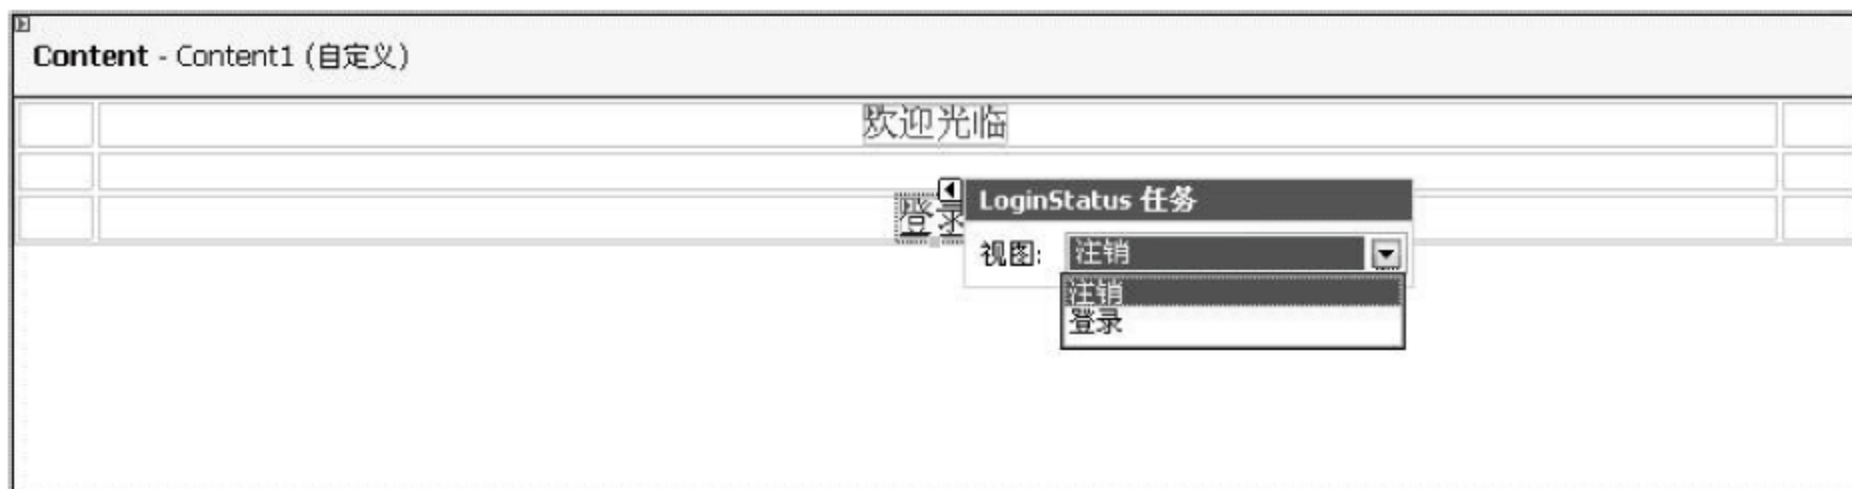 Content - Content1 (自定义)
欢迎光临
登录
LoginStatus 任务
视图: 注销
注销
登录